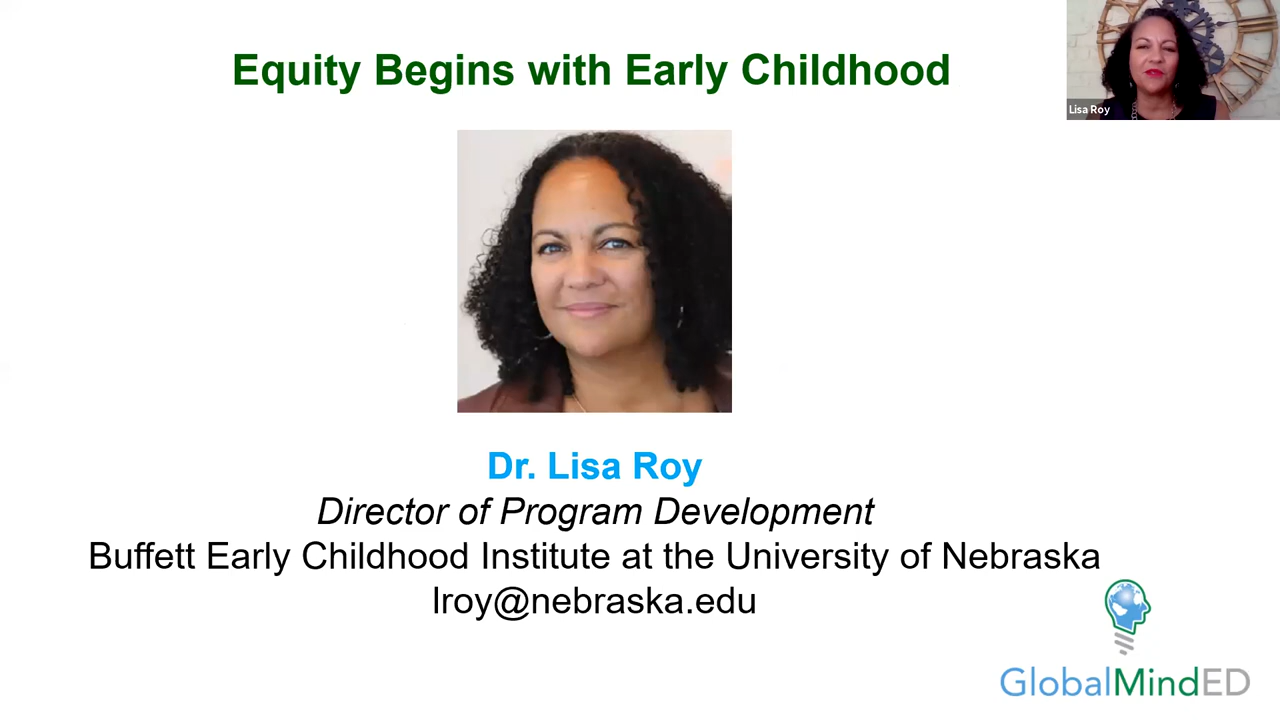 Equity Begins with Early Childhood
Lisa Roy
Dr. Lisa Roy
Director of Program Development
Buffett Early Childhood Institute at the University of Nebraska
lroy@nebraska.edu
GlobalMindED